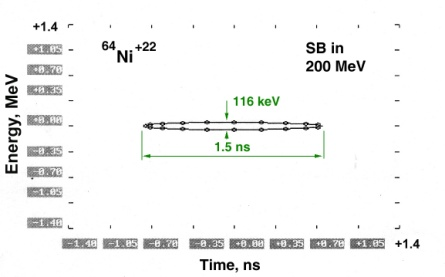 +1.4
64Ni+22
SB in
200 MeV
+1.05
+0.70
+0.35
116 keV
+0.00
1.5 ns
-0.35
-0.70
-1.05
-1.40
Energy, MeV
-1.40 -1.05 -0.70 -0.35 +0.00 +0.35 +0.70 +1.05 +1.4
Time, ns